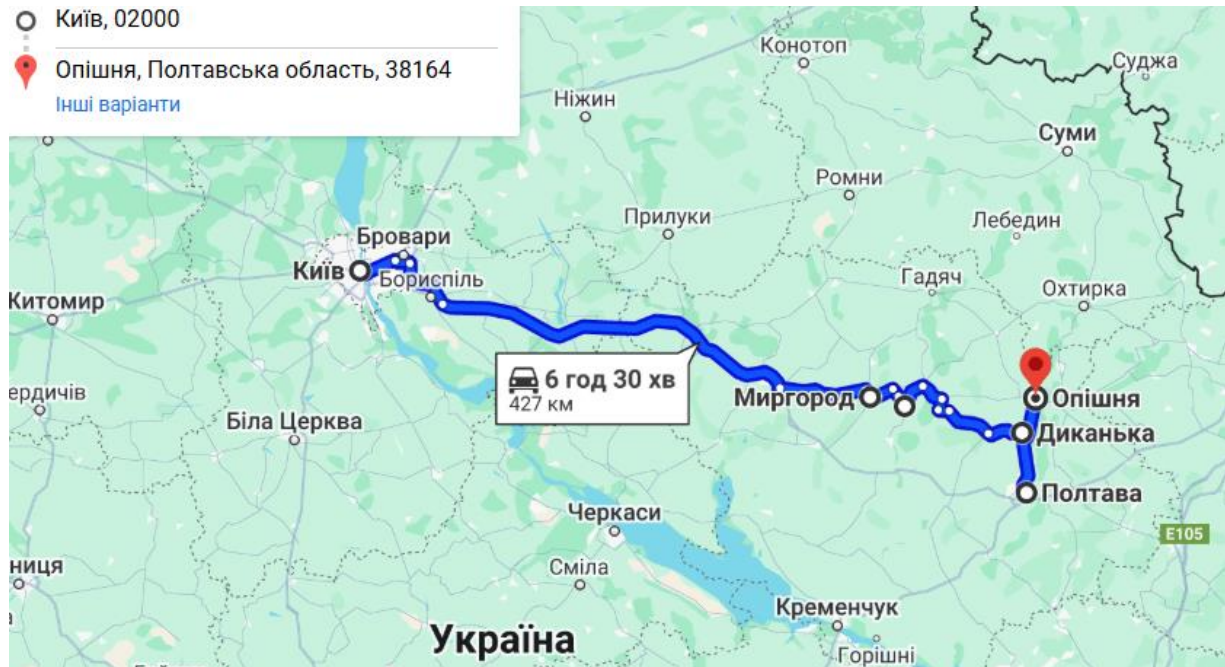 Київ, 02000
Опішня, Полтавська область, 38164
Інші варіанти
Конотоп
Суджа
Ніжин
Суми
Ромни
Прилуки
Лебедин
Бровари
Київ
Бориспіль
Гадяч
Охтирка
Житомир
6 год 30 хв
427 км
ердичів
Миргород
Опішня
Біла Церква
Диканька
Полтава
Черкаси
E105
ниця
Сміла
Кременчук
Україна
Горішні